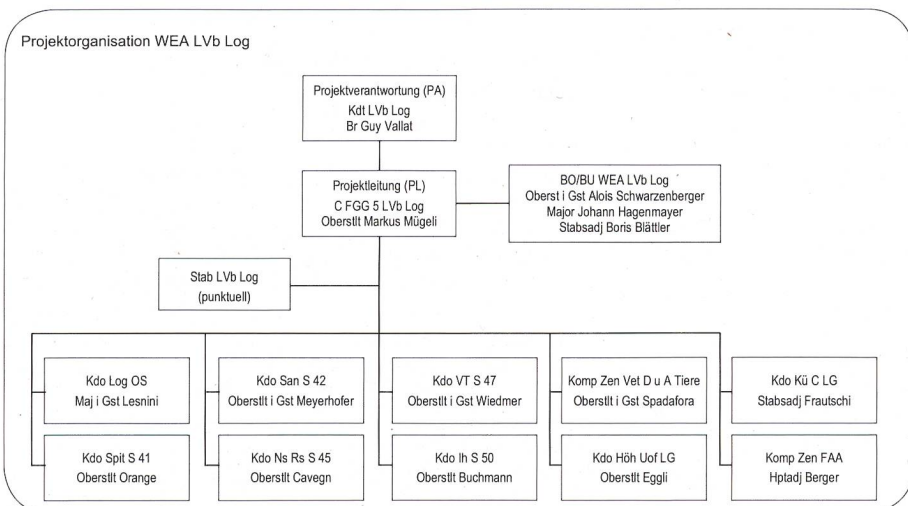 Projektorganisation WEA LVb Log
Projektverantwortung (PA)
Kdt LVb Log
Br Guy Vallat
Projektleitung (PL)
C FGG 5 LVb Log
Oberstlt Markus Mügeli
BO/BU WEA LVb Log
Oberst i Gst Alois Schwarzenberger
Major Johann Hagenmayer
Stabsadj Boris Blättler
Stab LVb Log
(punktuell)
Kdo Log OS
Maj i Gst Lesnini
Kdo San S 42
Oberstlt i Gst Meyerhofer
Kdo VT S 47
Oberstlt i Gst Wiedmer
Komp Zen Vet D u A Tiere
Oberstlt i Gst Spadafora
Kdo Kü C LG
Stabsadj Frautschi
Kdo Spit S 41
Oberstlt Orange
Kdo Ns Rs S 45
Oberstlt Cavegn
Kdo Ih S 50
Oberstlt Buchmann
Kdo Höh Uof LG
Oberstlt Eggli
Komp Zen FAA
Hptadj Berger